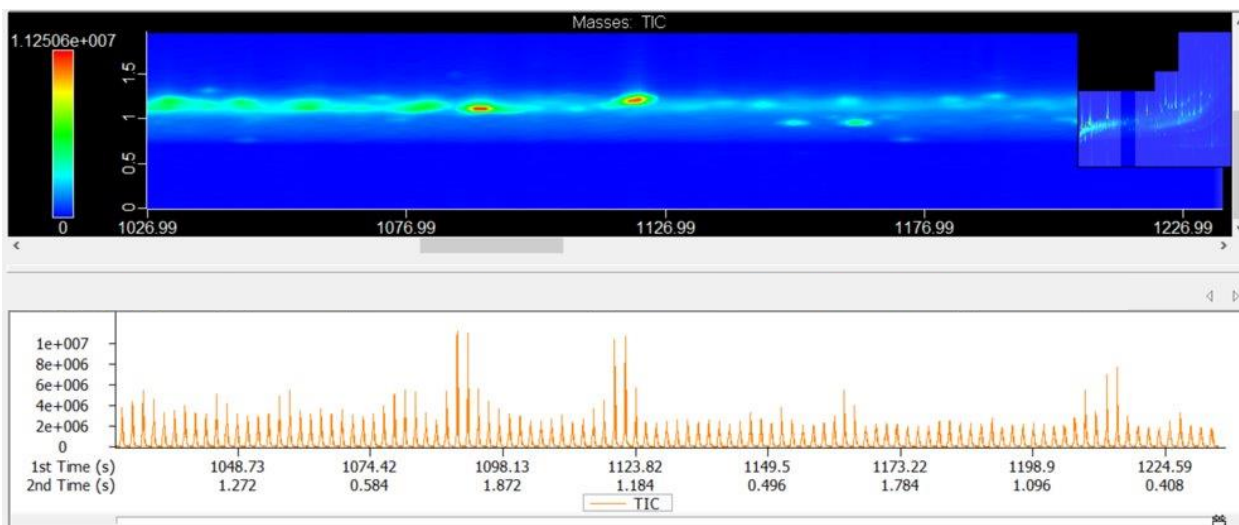 Masses: TIC
1.12506e+007
1.5
1
0.5
0
0
1026.99 1076.99 1126.99 1176.99 1226.99
1e+007
8e+006
6e+006
4e+006
2e+006
0
1st Time (s) 1048.73 1074.42 1098.13 1123.82 1149.5 1173.22 1198.9 1224.59
2nd Time (s) 1.272 0.584 1.872 1.184 0.496 1.784 1.096 0.408
TIC